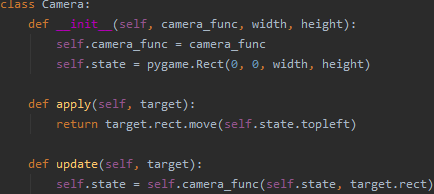 class Camera:
    def __init__(self, camera_func, width, height):
        self.camera_func = camera_func
        self.state = pygame.Rect(0, 0, width, height)

    def apply(self, target):
        return target.rect.move(self.state.topleft)

    def update(self, target):
        self.state = self.camera_func(self.state, target.rect)